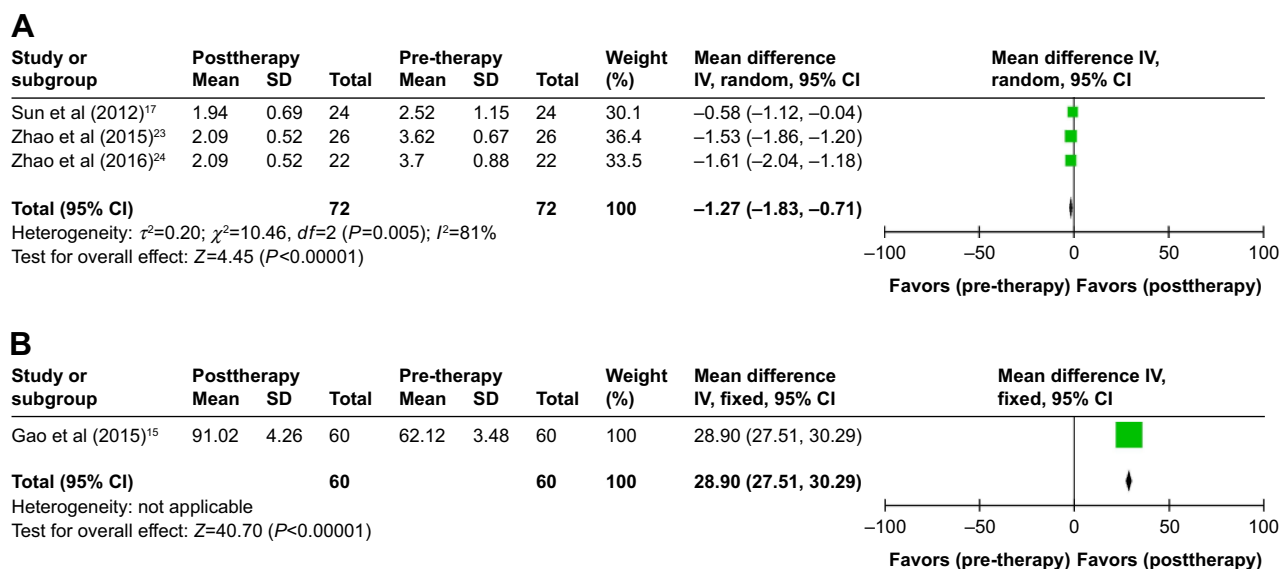 A
Study or Posttherapy Pre-therapy Weight Mean difference Mean difference IV,
subgroup Mean SD Total Mean SD Total (%) IV, random, 95% CI random, 95% CI
Sun et al (2012)¹⁷ 1.94 0.69 24 2.52 1.15 24 30.1 –0.58 (–1.12, –0.04)
Zhao et al (2015)²³ 2.09 0.52 26 3.62 0.67 26 36.4 –1.53 (–1.86, –1.20)
Zhao et al (2016)²⁴ 2.09 0.52 22 3.7 0.88 22 33.5 –1.61 (–2.04, –1.18)
Total (95% CI) 72 72 100 –1.27 (–1.83, –0.71)
Heterogeneity: τ²=0.20; χ²=10.46, df=2 (P=0.005); I²=81%
Test for overall effect: Z=4.45 (P<0.00001)
–100 –50 0 50 100
Favors (pre-therapy) Favors (posttherapy)
B
Study or Posttherapy Pre-therapy Weight Mean difference Mean difference IV,
subgroup Mean SD Total Mean SD Total (%) IV, fixed, 95% CI fixed, 95% CI
Gao et al (2015)¹⁵ 91.02 4.26 60 62.12 3.48 60 100 28.90 (27.51, 30.29)
Total (95% CI) 60 60 100 28.90 (27.51, 30.29)
Heterogeneity: not applicable
Test for overall effect: Z=40.70 (P<0.00001)
–100 –50 0 50 100
Favors (pre-therapy) Favors (posttherapy)